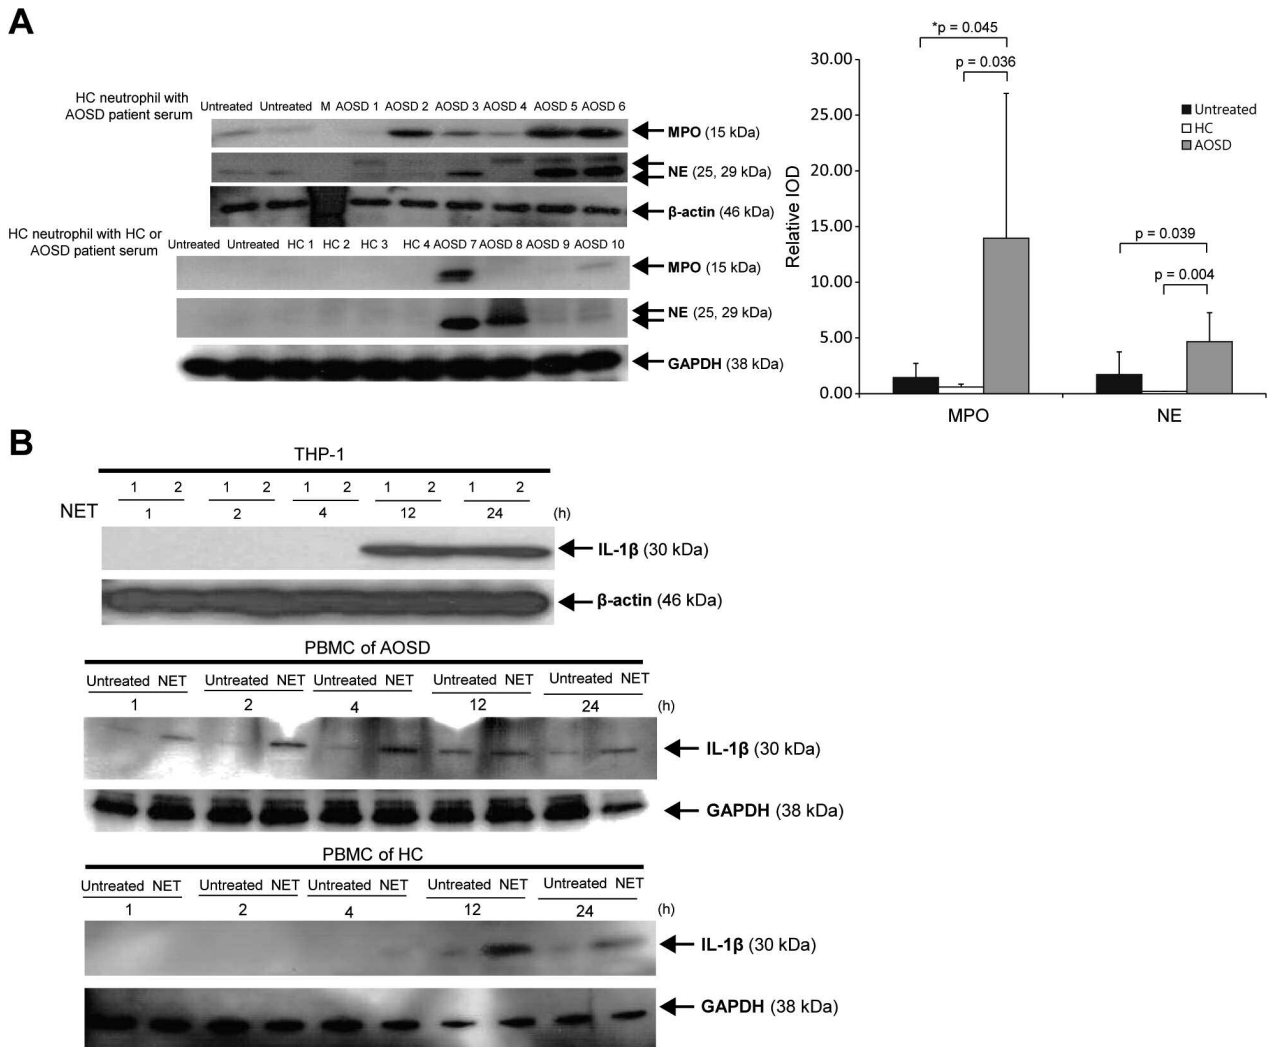 A
HC neutrophil with
AOSD patient serum
Untreated Untreated M AOSD 1 AOSD 2 AOSD 3 AOSD 4 AOSD 5 AOSD 6
MPO (15 kDa)
NE (25, 29 kDa)
β-actin (46 kDa)
HC neutrophil with HC or
AOSD patient serum
Untreated Untreated HC 1 HC 2 HC 3 HC 4 AOSD 7 AOSD 8 AOSD 9 AOSD 10
MPO (15 kDa)
NE (25, 29 kDa)
GAPDH (38 kDa)
*p = 0.045
p = 0.036
30.00
25.00
20.00
15.00
10.00
5.00
0.00
Relative IOD
Untreated
HC
AOSD
p = 0.039
p = 0.004
MPO NE
B
THP-1
1 2 1 2 1 2 1 2 1 2
NET 1 2 4 12 24 (h)
IL-1β (30 kDa)
β-actin (46 kDa)
PBMC of AOSD
Untreated NET Untreated NET Untreated NET Untreated NET Untreated NET
1 2 4 12 24 (h)
IL-1β (30 kDa)
GAPDH (38 kDa)
PBMC of HC
Untreated NET Untreated NET Untreated NET Untreated NET Untreated NET
1 2 4 12 24 (h)
IL-1β (30 kDa)
GAPDH (38 kDa)